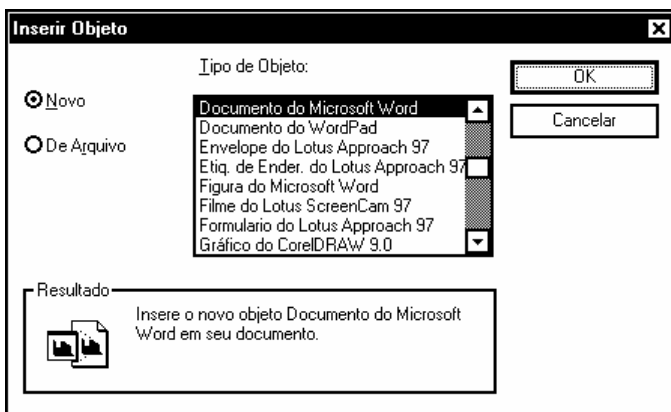 Inserir Objeto
Tipo de Objeto:
Novo
De Arquivo
Documento do Microsoft Word
Documento do WordPad
Envelope do Lotus Approach 97
Etiq. de Ender. do Lotus Approach 97
Figura do Microsoft Word
Filme do Lotus ScreenCam 97
Formulario do Lotus Approach 97
Gráfico do CorelDRAW 9.0
OK
Cancelar
Resultado
Insere o novo objeto Documento do Microsoft
Word em seu documento.